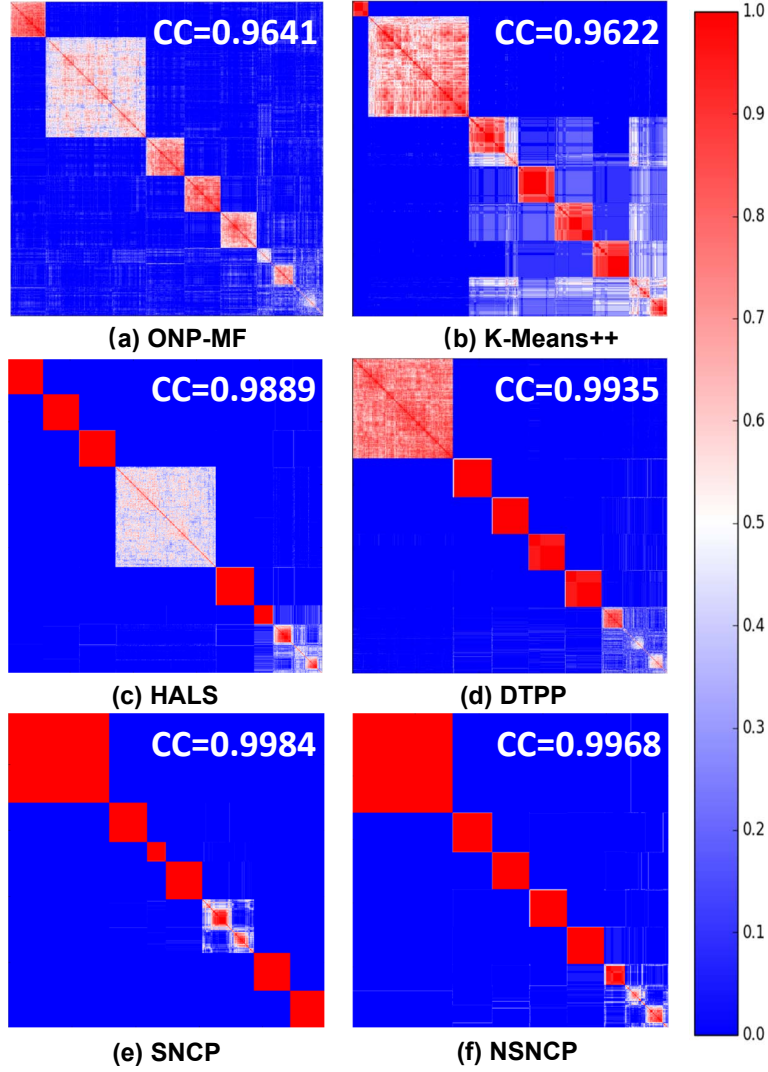 CC=0.9641
CC=0.9622
(a) ONP-MF
(b) K-Means++
CC=0.9889
CC=0.9935
(c) HALS
(d) DTPP
CC=0.9984
CC=0.9968
(e) SNCP
(f) NSNCP
1.0
0.9
0.8
0.7
0.6
0.5
0.4
0.3
0.2
0.1
0.0